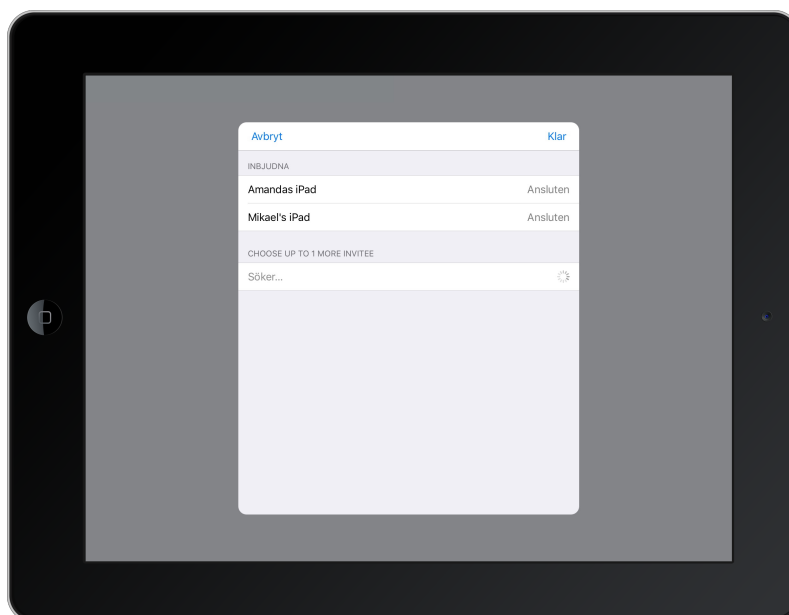 Avbryt Klar
INBJUDNA
Amandas iPad Ansluten
Mikael's iPad Ansluten
CHOOSE UP TO 1 MORE INVITEE
Söker...